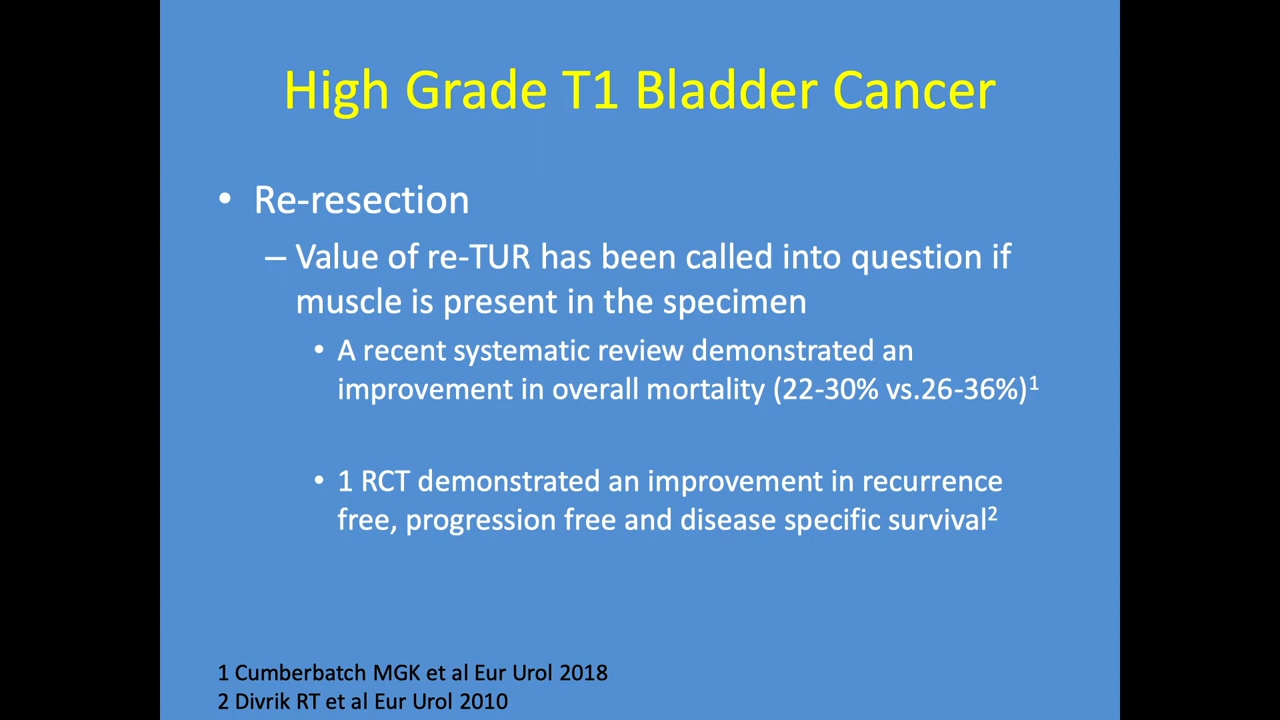 High Grade T1 Bladder Cancer
• Re-resection
– Value of re-TUR has been called into question if
muscle is present in the specimen
• A recent systematic review demonstrated an
improvement in overall mortality (22-30% vs.26-36%)¹
• 1 RCT demonstrated an improvement in recurrence
free, progression free and disease specific survival²
1 Cumberbatch MGK et al Eur Urol 2018
2 Divrik RT et al Eur Urol 2010